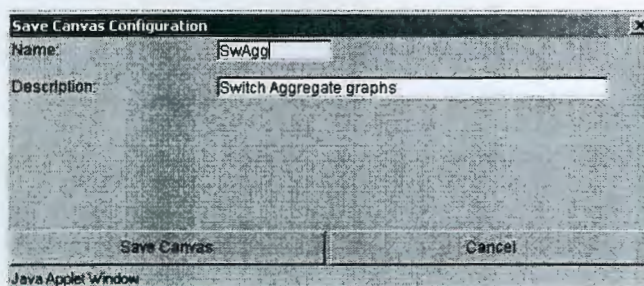 Save Canvas Configuration
Name: SwAgg
Description: Switch Aggregate graphs
Save Canvas Cancel
Java Applet Window